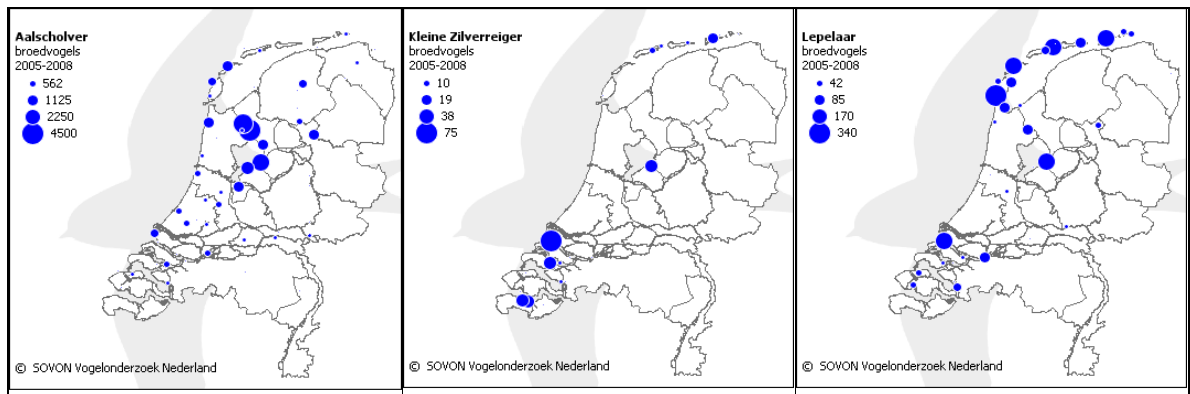 Aalscholver
broedvogels
2005-2008
562
1125
2250
4500
© SOVON Vogelonderzoek Nederland
Kleine Zilverreiger
broedvogels
2005-2008
10
19
38
75
© SOVON Vogelonderzoek Nederland
Lepelaar
broedvogels
2005-2008
42
85
170
340
© SOVON Vogelonderzoek Nederland